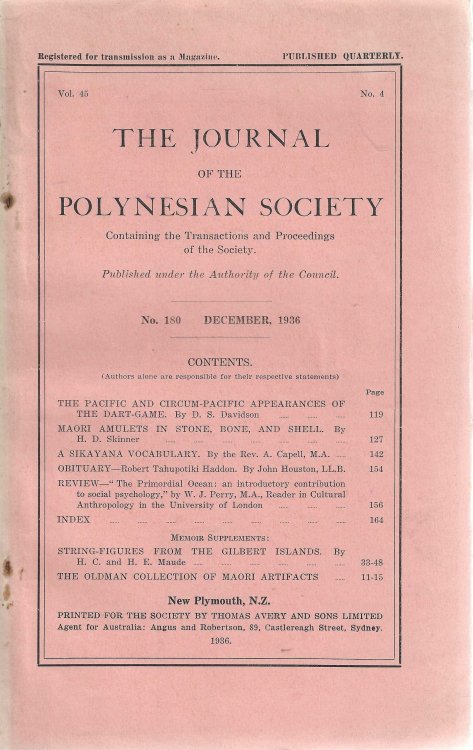 Registered for transmission as a Magazine. PUBLISHED QUARTERLY.
Vol. 45 No. 4
THE JOURNAL
OF THE
POLYNESIAN SOCIETY
Containing the Transactions and Proceedings
of the Society.
Published under the Authority of the Council.
No. 180 DECEMBER, 1936
CONTENTS.
(Authors alone are responsible for their respective statements)
Page
THE PACIFIC AND CIRCUM-PACIFIC APPEARANCES OF
THE DART-GAME. By D. S. Davidson ..... ..... ..... 119
MAORI AMULETS IN STONE, BONE, AND SHELL. By
H. D. Skinner ..... ..... ..... ..... ..... ..... 127
A SIKAYANA VOCABULARY. By the Rev. A. Capell, M.A. ..... 142
OBITUARY—Robert Tahupotiki Haddon. By John Houston, LL.B. 154
REVIEW—“The Primordial Ocean: an introductory contribution
to social psychology,” by W. J. Perry, M.A., Reader in Cultural
Anthropology in the University of London ..... ..... 156
INDEX ..... ..... ..... ..... ..... ..... ..... ..... 164
MEMOIR SUPPLEMENTS:
STRING-FIGURES FROM THE GILBERT ISLANDS. By
H. C. and H. E. Maude ..... ..... ..... ..... ..... 33-48
THE OLDMAN COLLECTION OF MAORI ARTIFACTS ..... 11-15
New Plymouth, N.Z.
PRINTED FOR THE SOCIETY BY THOMAS AVERY AND SONS LIMITED
Agent for Australia: Angus and Robertson, 89, Castlereagh Street, Sydney.
1936.